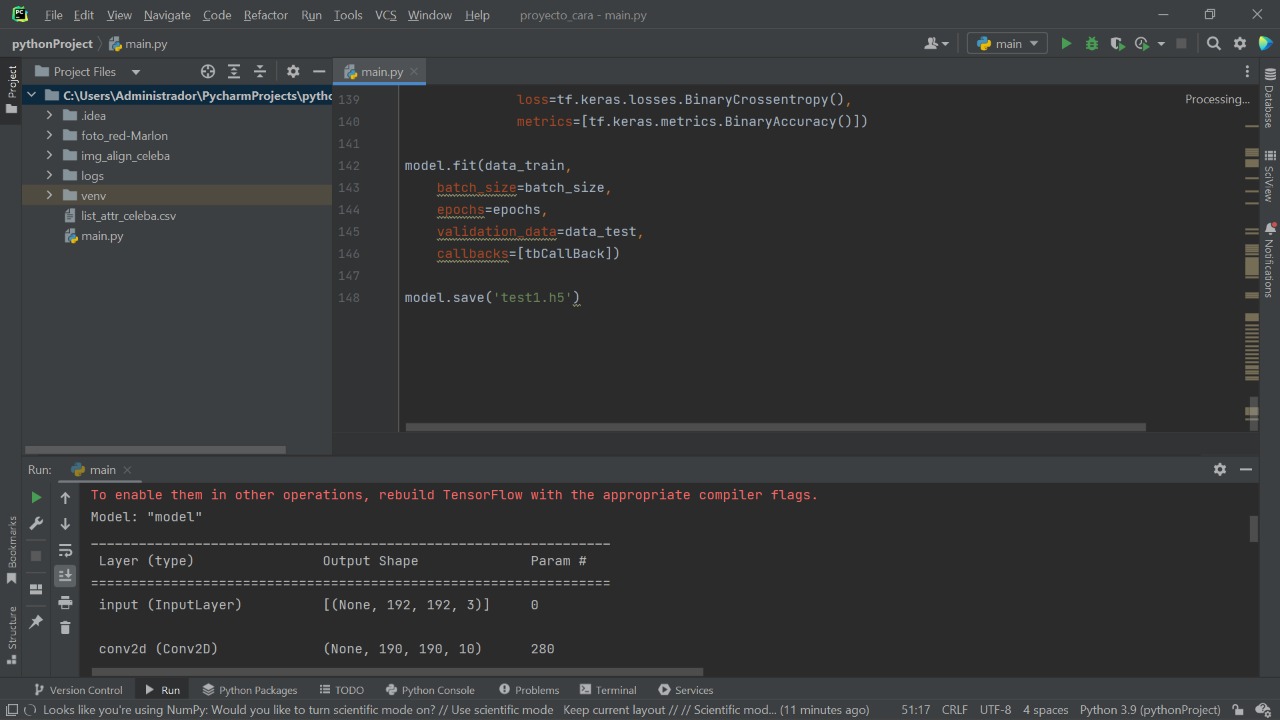 File Edit View Navigate Code Refactor Run Tools VCS Window Help proyecto_cara - main.py
pythonProject main.py main
Project Files main.py
Project
C:\Users\Administrador\PycharmProjects\pytho
.idea
foto_red-Marlon
img_align_celeba
logs
venv
list_attr_celeba.csv
main.py
139 loss=tf.keras.losses.BinaryCrossentropy(),
140 metrics=[tf.keras.metrics.BinaryAccuracy()])
141
142 model.fit(data_train,
143 batch_size=batch_size,
144 epochs=epochs,
145 validation_data=data_test,
146 callbacks=[tbCallBack])
147
148 model.save('test1.h5')
Processing...
Database
SciView
Notifications
Run: main
To enable them in other operations, rebuild TensorFlow with the appropriate compiler flags.
Model: "model"
_________________________________________________________________
Layer (type) Output Shape Param #
=================================================================
input (InputLayer) [(None, 192, 192, 3)] 0
conv2d (Conv2D) (None, 190, 190, 10) 280
Bookmarks
Structure
Version Control Run Python Packages TODO Python Console Problems Terminal Services
Looks like you're using NumPy: Would you like to turn scientific mode on? // Use scientific mode Keep current layout // // Scientific mod... (11 minutes ago) 51:17 CRLF UTF-8 4 spaces Python 3.9 (pythonProject)